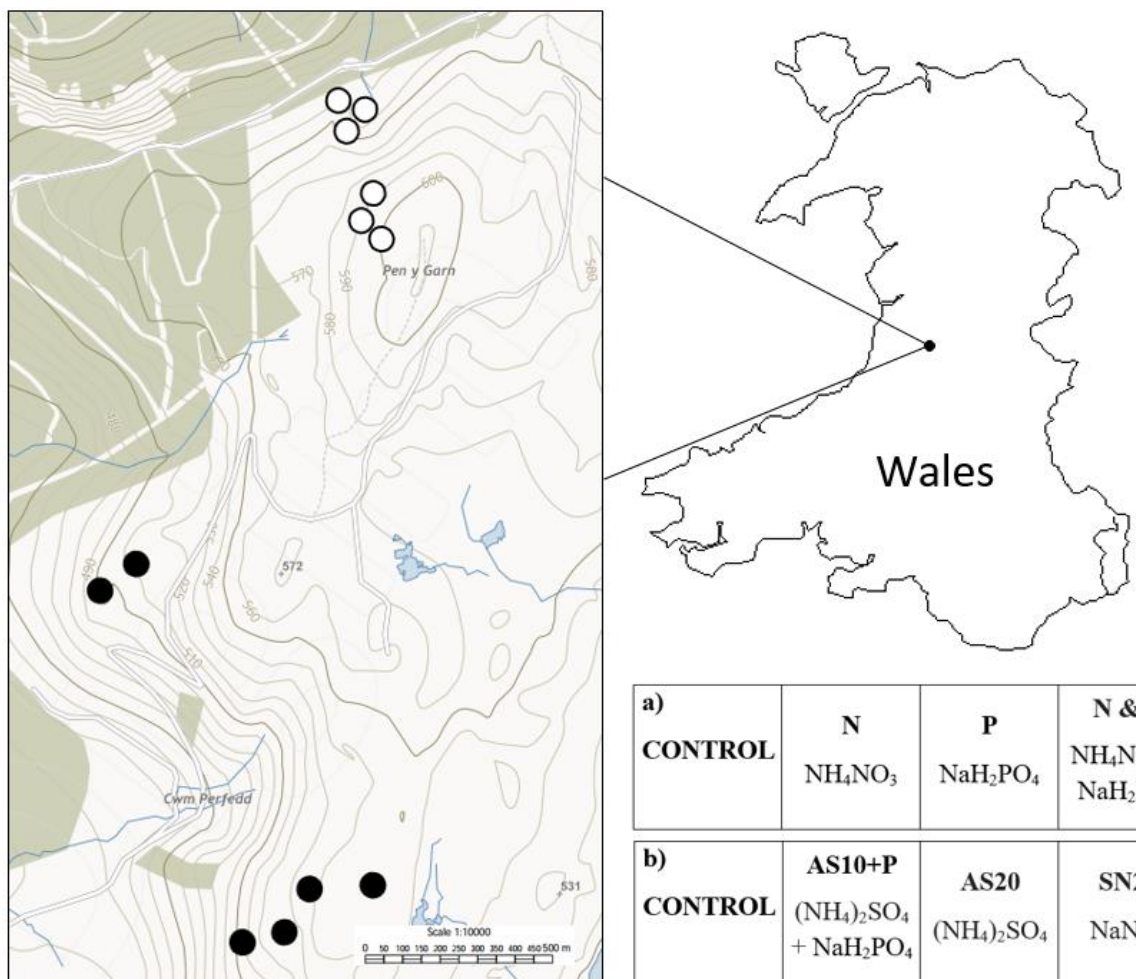 600
570
590
580
580
Pen y Garn
480
490
520
540
572
560
510
Cwm Perfedd
531
Scale 1:10000
0 50 100 150 200 250 300 350 400 450 500 m
Wales
a)
CONTROL
N
NH₄NO₃
P
NaH₂PO₄
N &
NH₄N
NaH₂
b)
CONTROL
AS10+P
(NH₄)₂SO₄
+ NaH₂PO₄
AS20
(NH₄)₂SO₄
SN2
NaN